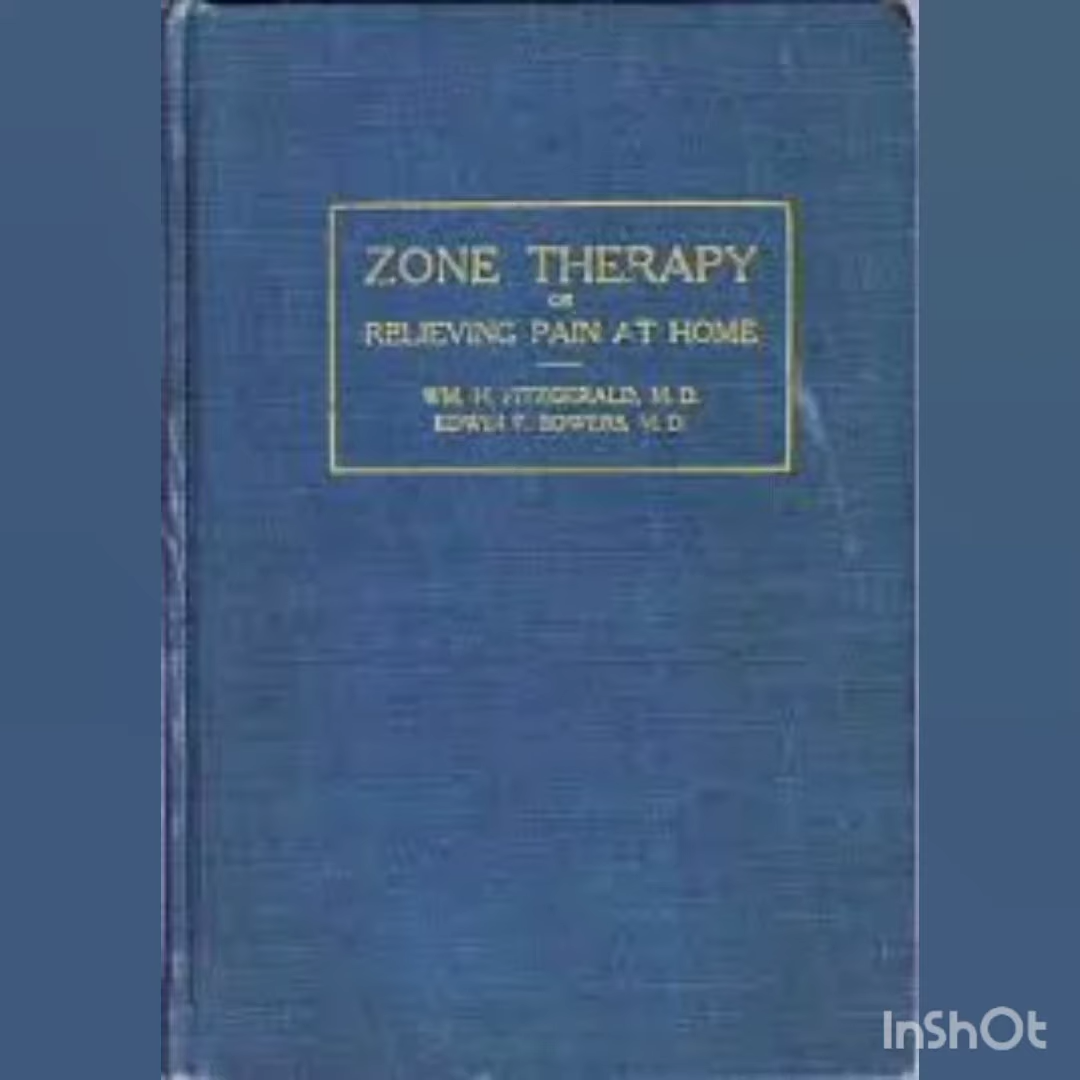 ZONE THERAPY
OR
RELIEVING PAIN AT HOME
WM. H. FITZGERALD, M. D.
EDWIN F. BOWERS, M. D.
InShOt